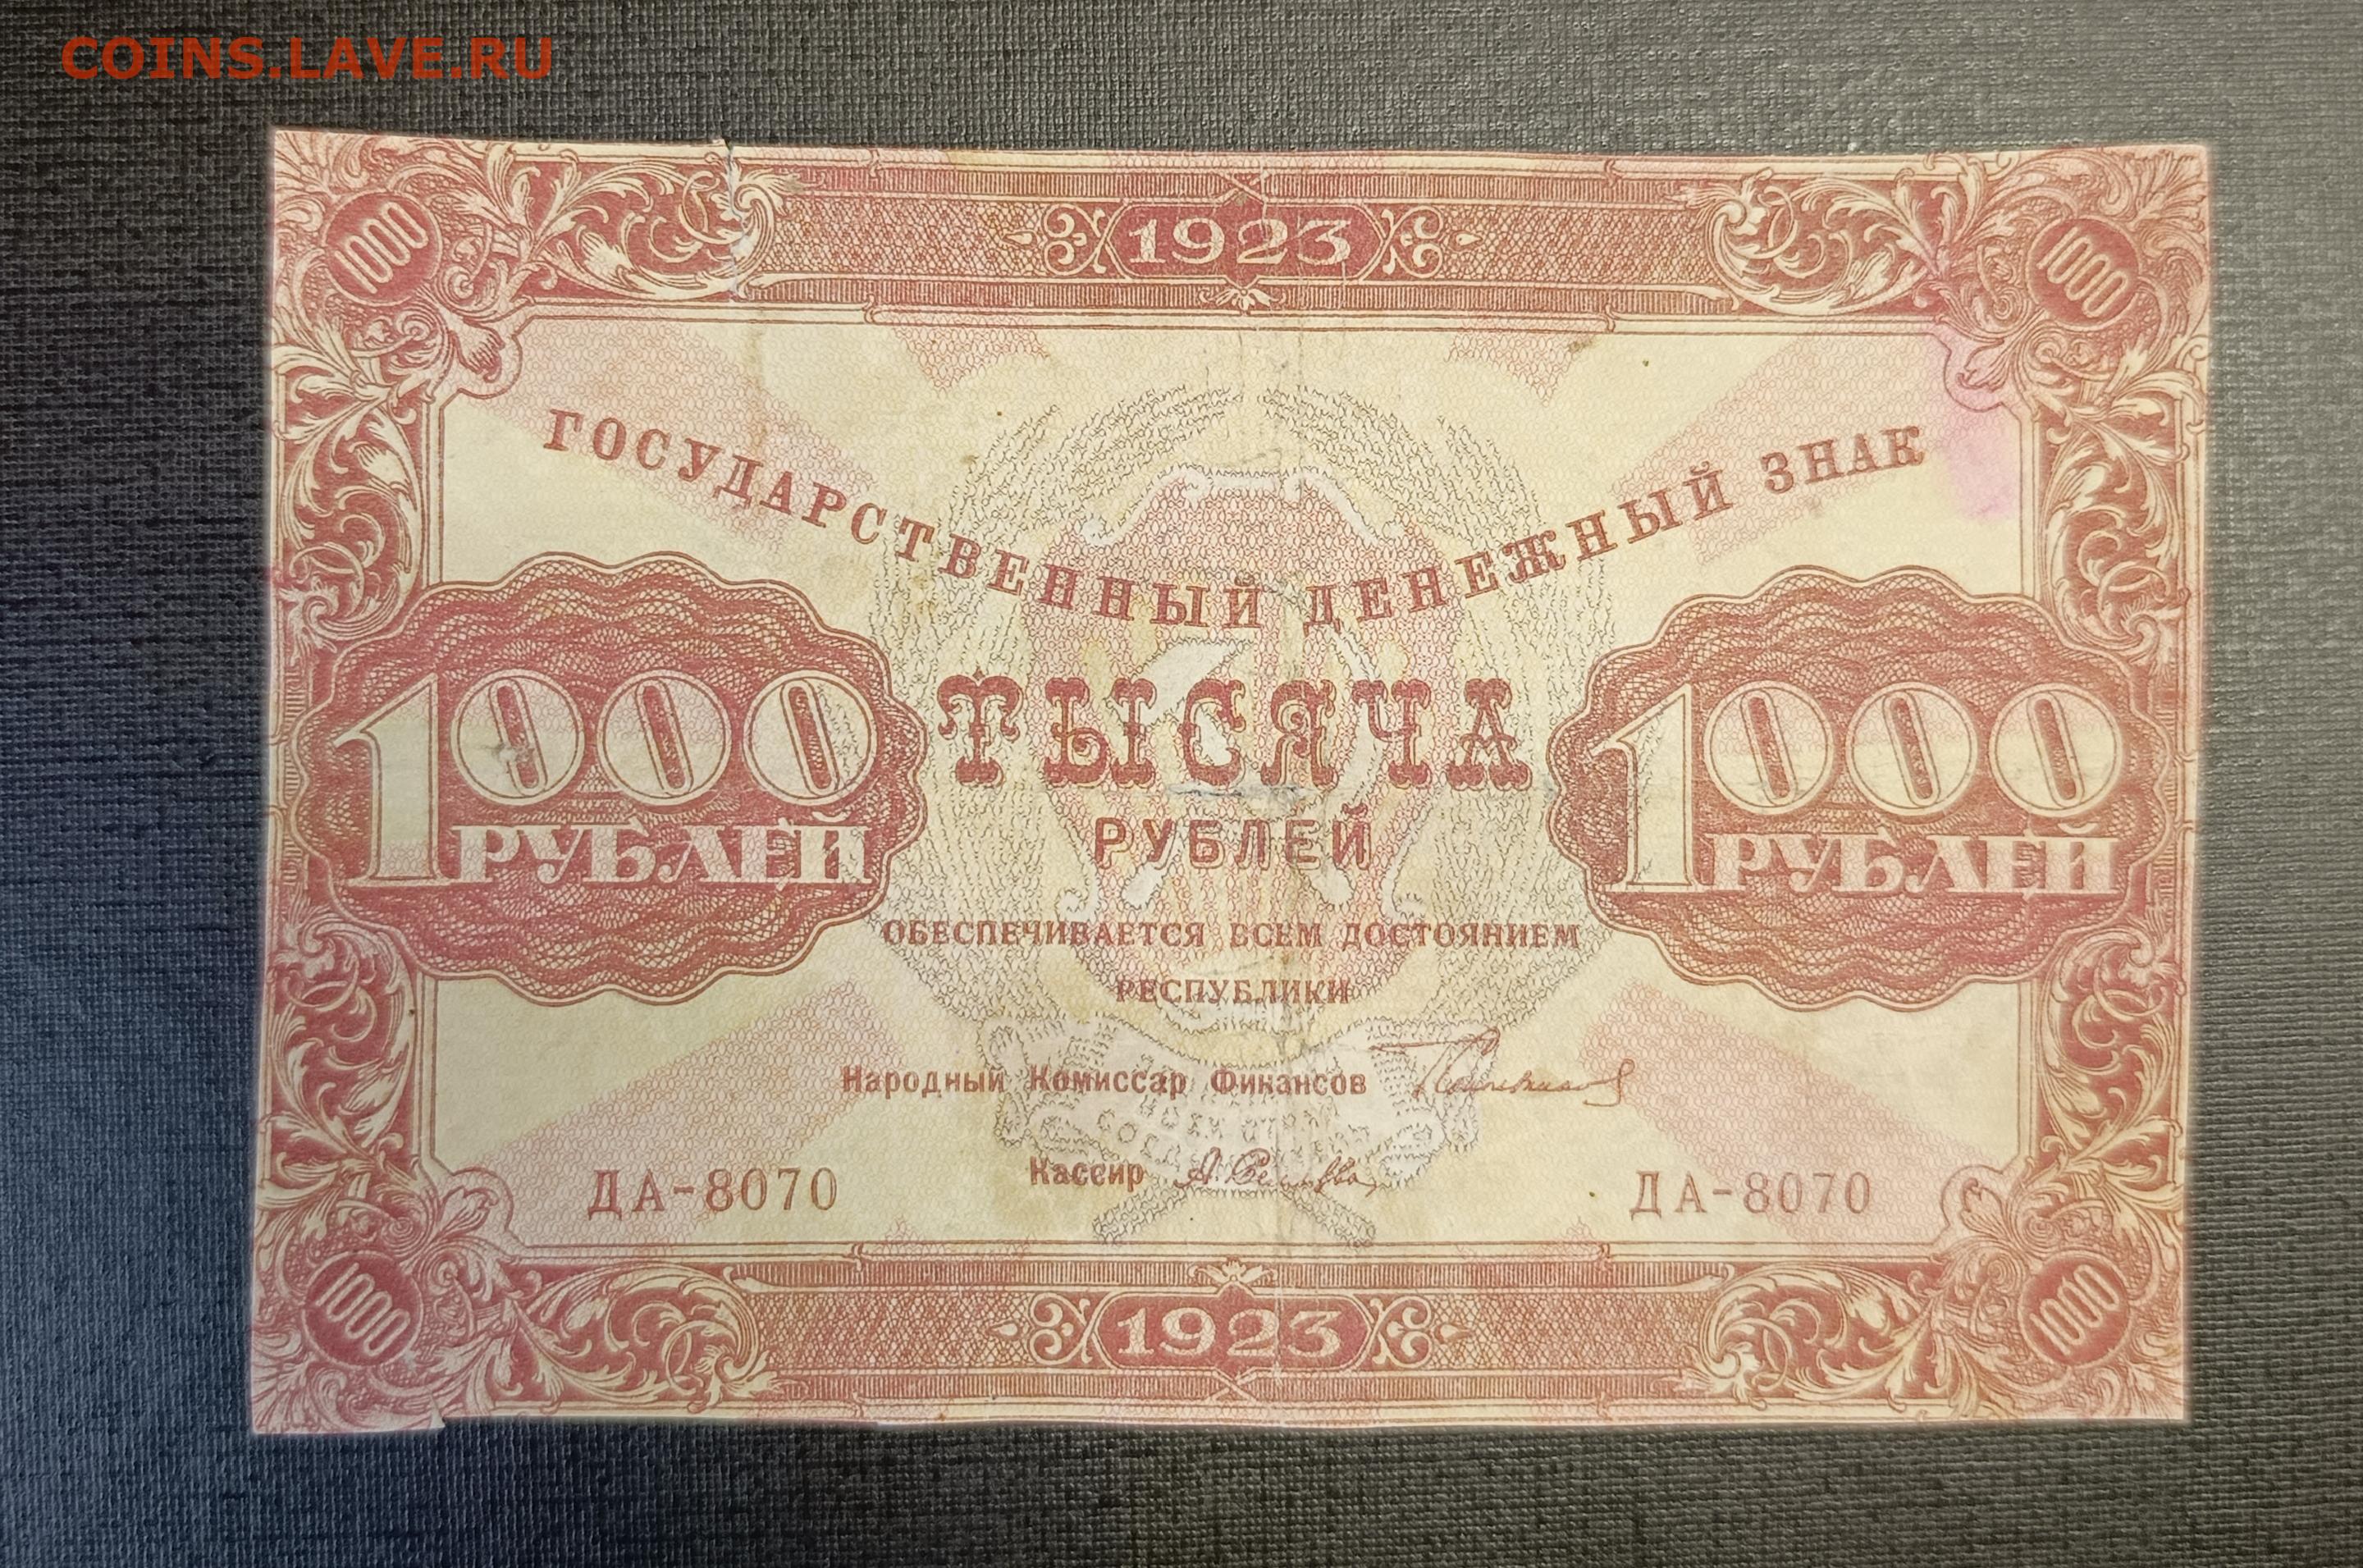 COINS.LAVE.RU
1923
1000 1000
ГОСУДАРСТВЕННЫЙ ДЕНЕЖНЫЙ ЗНАК
1000 ТЫСЯЧА 1000
РУБЛЕЙ РУБЛЕЙ РУБЛЕЙ
ОБЕСПЕЧИВАЕТСЯ ВСЕМ ДОСТОЯНИЕМ
РЕСПУБЛИКИ
Народный Комиссар Финансов
Кассир
ДА-8070 ДА-8070
1000 1000
1923